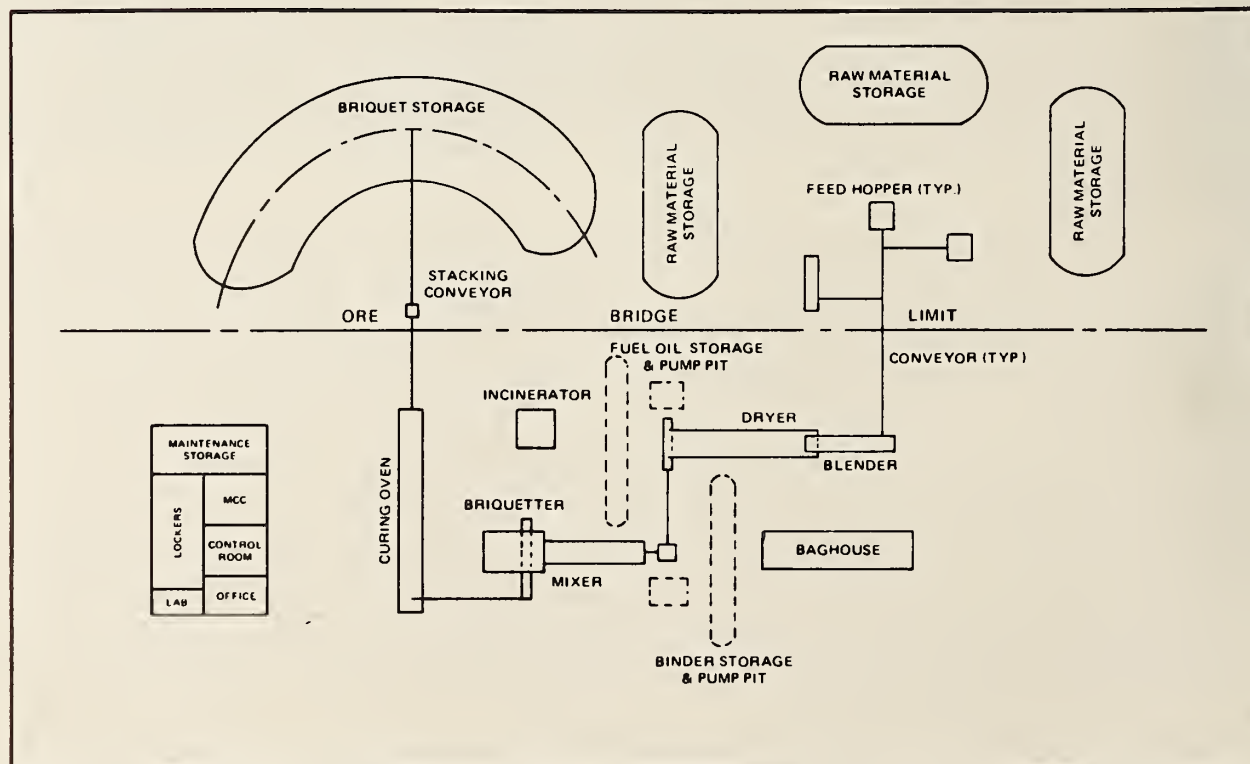 RAW MATERIAL
STORAGE
BRIQUET STORAGE
RAW MATERIAL
STORAGE
RAW MATERIAL
STORAGE
FEED HOPPER (TYP.)
STACKING
CONVEYOR
ORE BRIDGE LIMIT
FUEL OIL STORAGE
& PUMP PIT
CONVEYOR (TYP)
INCINERATOR
DRYER
BLENDER
MAINTENANCE
STORAGE
LOCKERS
MCC
CONTROL
ROOM
LAB
OFFICE
CURING OVEN
BRIQUETTER
MIXER
BAGHOUSE
BINDER STORAGE
& PUMP PIT